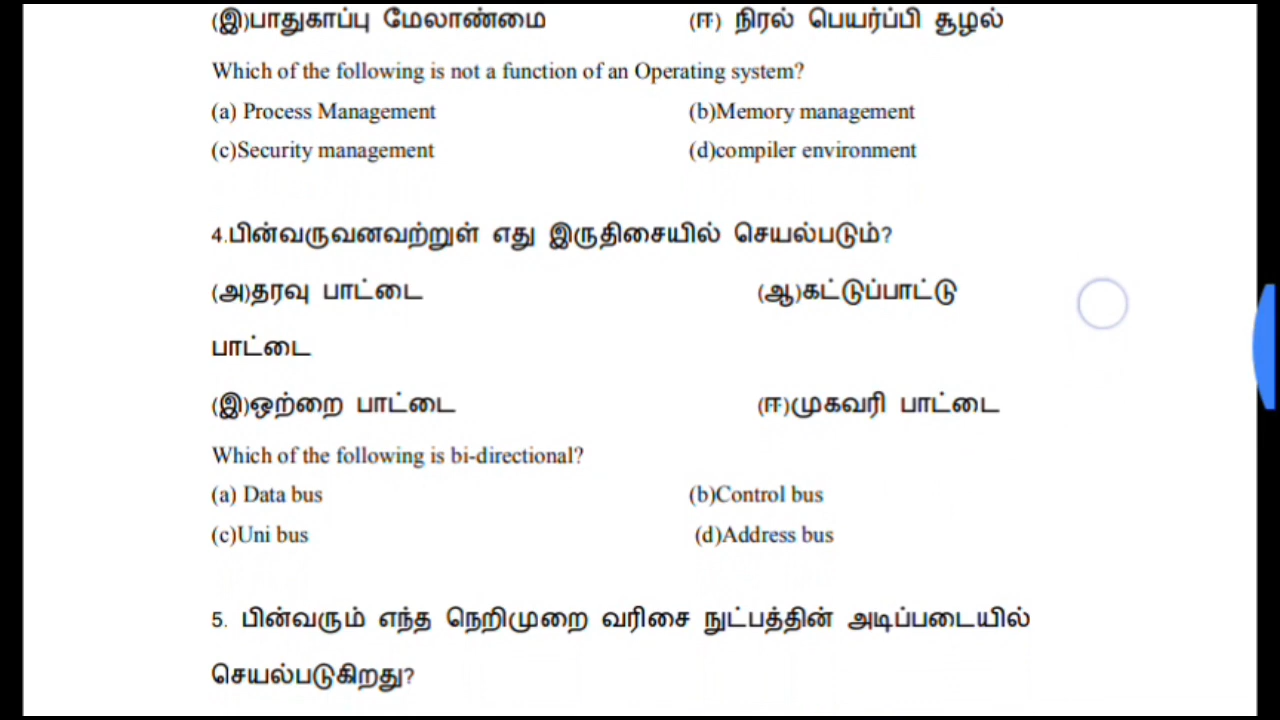 (இ)பாதுகாப்பு மேலாண்மை (ஈ) நிரல் பெயர்ப்பி சூழல்
Which of the following is not a function of an Operating system?
(a) Process Management (b)Memory management
(c)Security management (d)compiler environment
4.பின்வருவனவற்றுள் எது இருதிசையில் செயல்படும்?
(அ)தரவு பாட்டை (ஆ)கட்டுப்பாட்டு
பாட்டை
(இ)ஒற்றை பாட்டை (ஈ)முகவரி பாட்டை
Which of the following is bi-directional?
(a) Data bus (b)Control bus
(c)Uni bus (d)Address bus
5. பின்வரும் எந்த நெறிமுறை வரிசை நுட்பத்தின் அடிப்படையில்
செயல்படுகிறது?